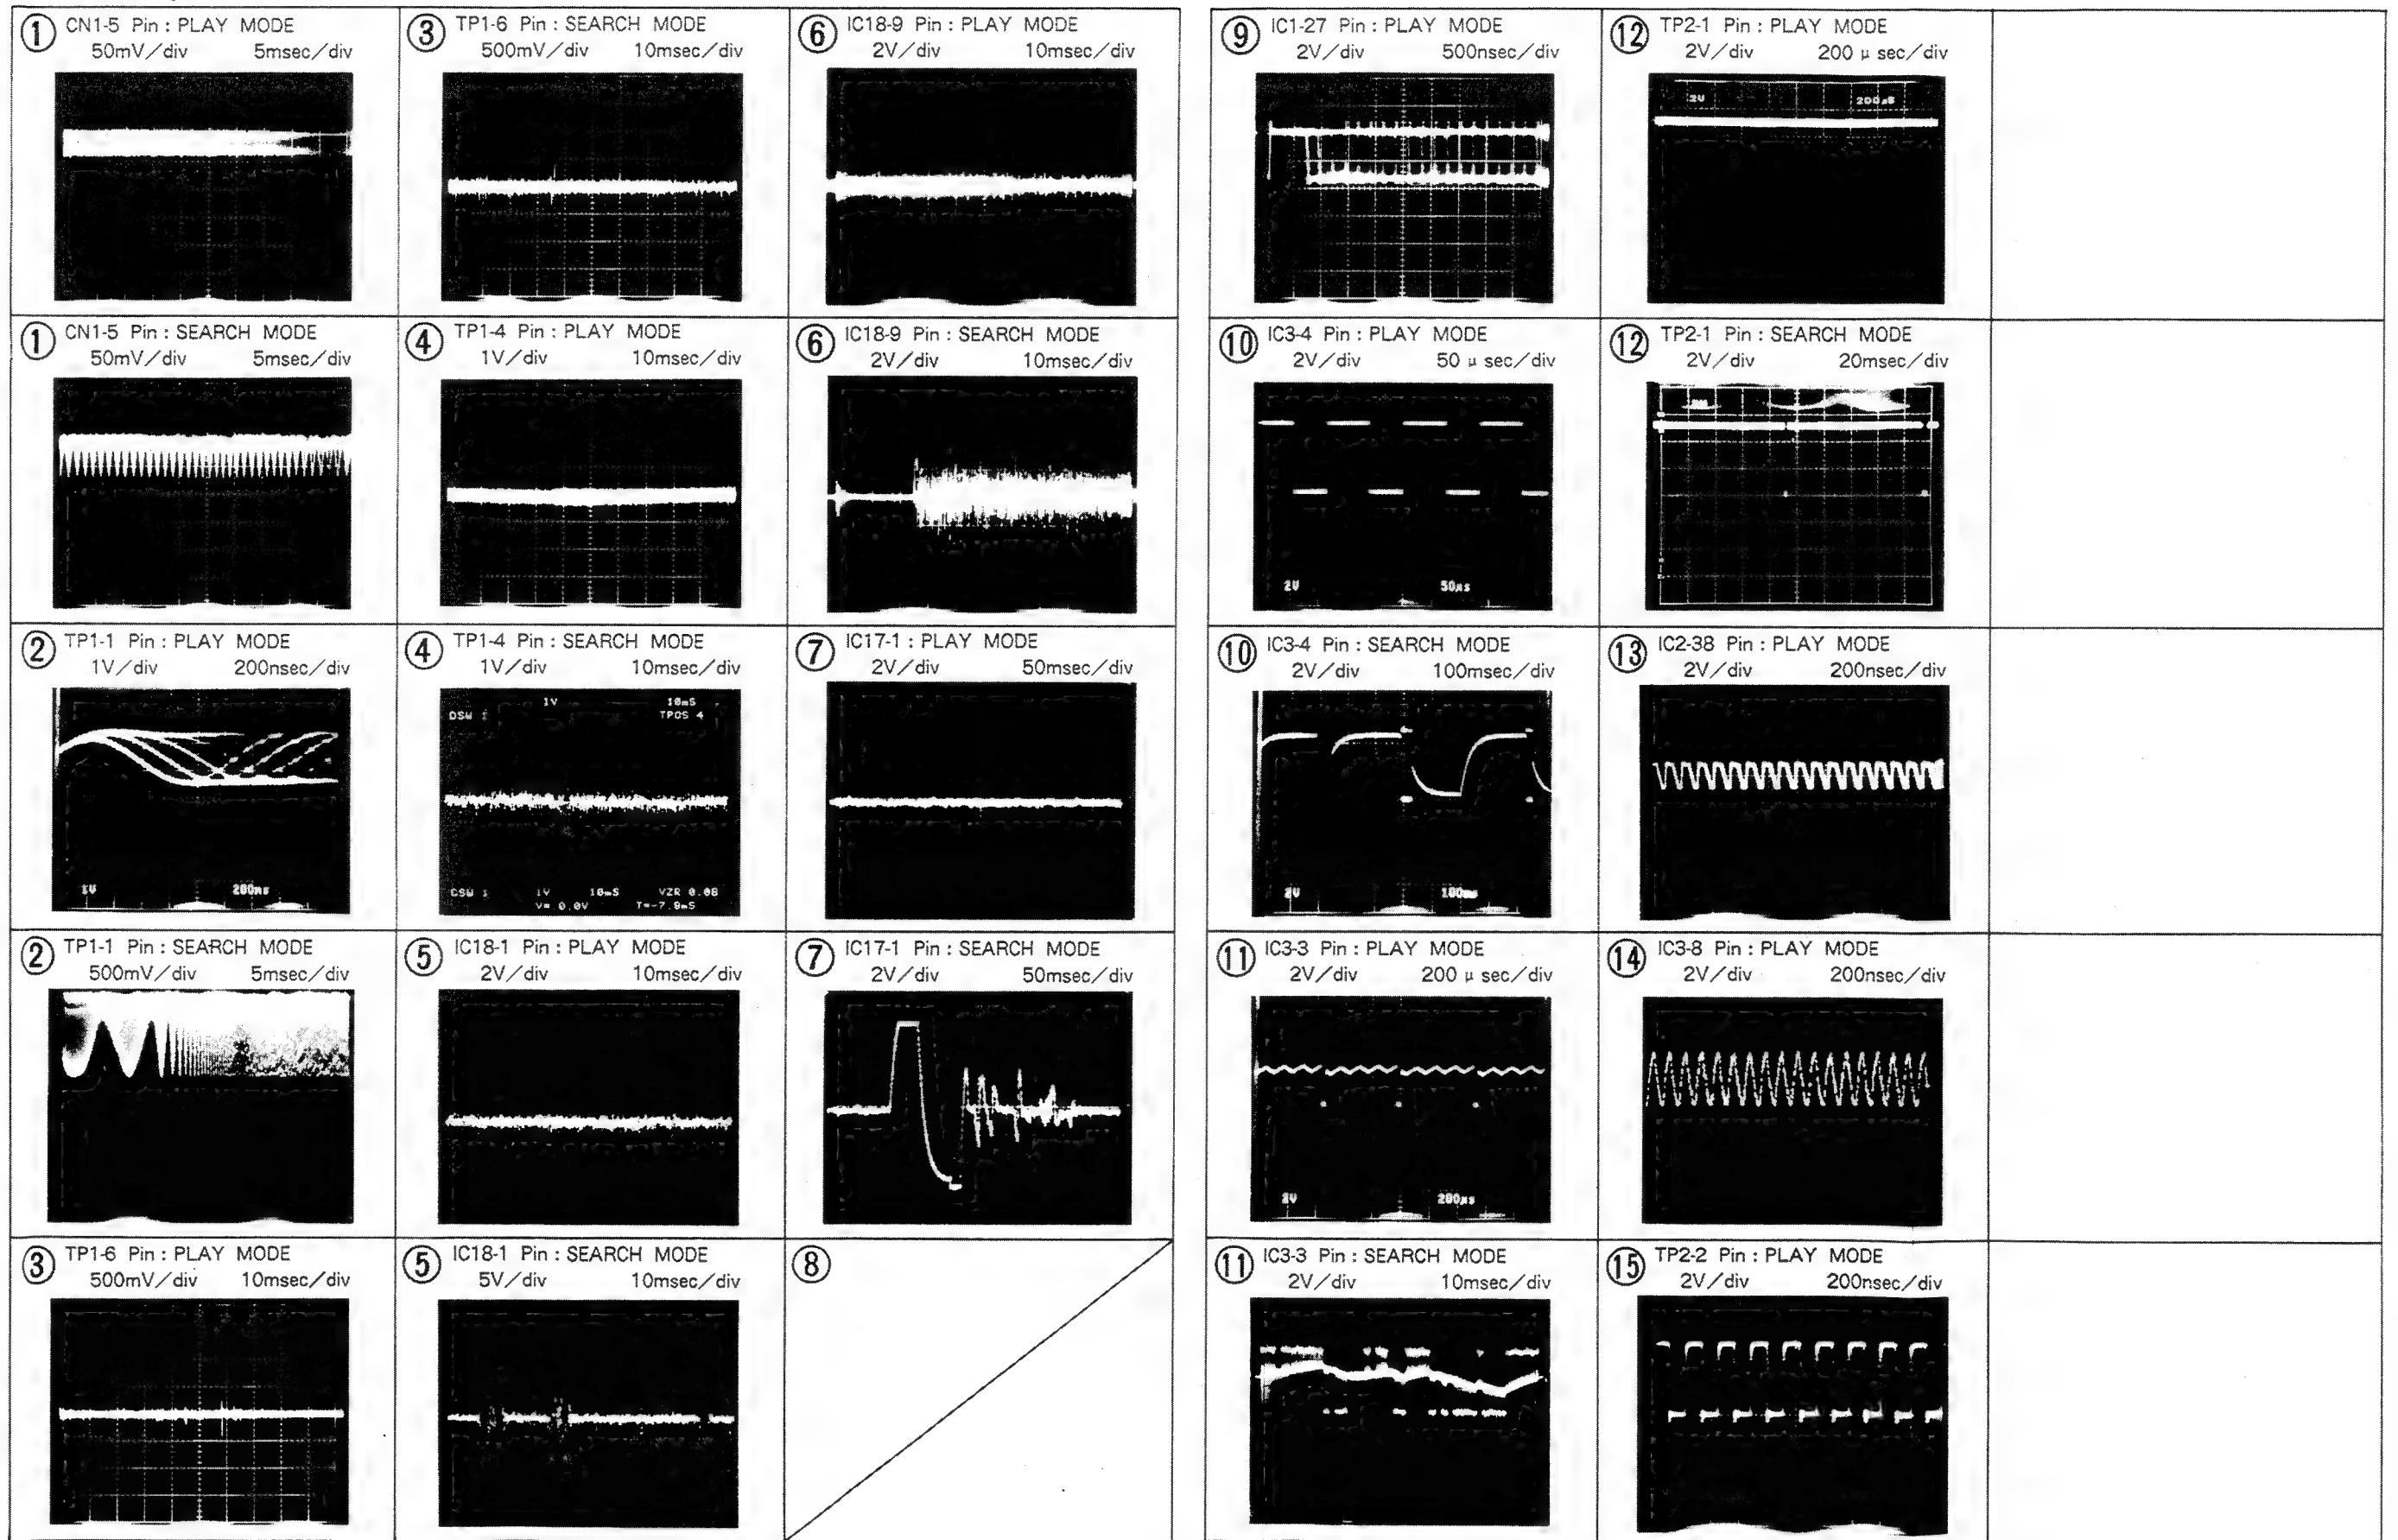 ① CN1-5 Pin : PLAY MODE
50mV/div 5msec/div
① CN1-5 Pin : SEARCH MODE
50mV/div 5msec/div
② TP1-1 Pin : PLAY MODE
1V/div 200nsec/div
1V 200ns
② TP1-1 Pin : SEARCH MODE
500mV/div 5msec/div
③ TP1-6 Pin : PLAY MODE
500mV/div 10msec/div
③ TP1-6 Pin : SEARCH MODE
500mV/div 10msec/div
④ TP1-4 Pin : PLAY MODE
1V/div 10msec/div
④ TP1-4 Pin : SEARCH MODE
1V/div 10msec/div
1V 10mS
DSW 1 TPOS 4
DSW 1 1V 10mS VZR 0.08
V= 0.0V T=-7.8mS
⑤ IC18-1 Pin : PLAY MODE
2V/div 10msec/div
⑤ IC18-1 Pin : SEARCH MODE
5V/div 10msec/div
⑥ IC18-9 Pin : PLAY MODE
2V/div 10msec/div
⑥ IC18-9 Pin : SEARCH MODE
2V/div 10msec/div
⑦ IC17-1 : PLAY MODE
2V/div 50msec/div
⑦ IC17-1 Pin : SEARCH MODE
2V/div 50msec/div
⑧
⑨ IC1-27 Pin : PLAY MODE
2V/div 500nsec/div
⑩ IC3-4 Pin : PLAY MODE
2V/div 50 μ sec/div
2V 50μs
⑩ IC3-4 Pin : SEARCH MODE
2V/div 100msec/div
2V 100ms
⑪ IC3-3 Pin : PLAY MODE
2V/div 200 μ sec/div
2V 200μs
⑪ IC3-3 Pin : SEARCH MODE
2V/div 10msec/div
⑫ TP2-1 Pin : PLAY MODE
2V/div 200 μ sec/div
2V 200μS
⑫ TP2-1 Pin : SEARCH MODE
2V/div 20msec/div
⑬ IC2-38 Pin : PLAY MODE
2V/div 200nsec/div
⑭ IC3-8 Pin : PLAY MODE
2V/div 200nsec/div
⑮ TP2-2 Pin : PLAY MODE
2V/div 200nsec/div